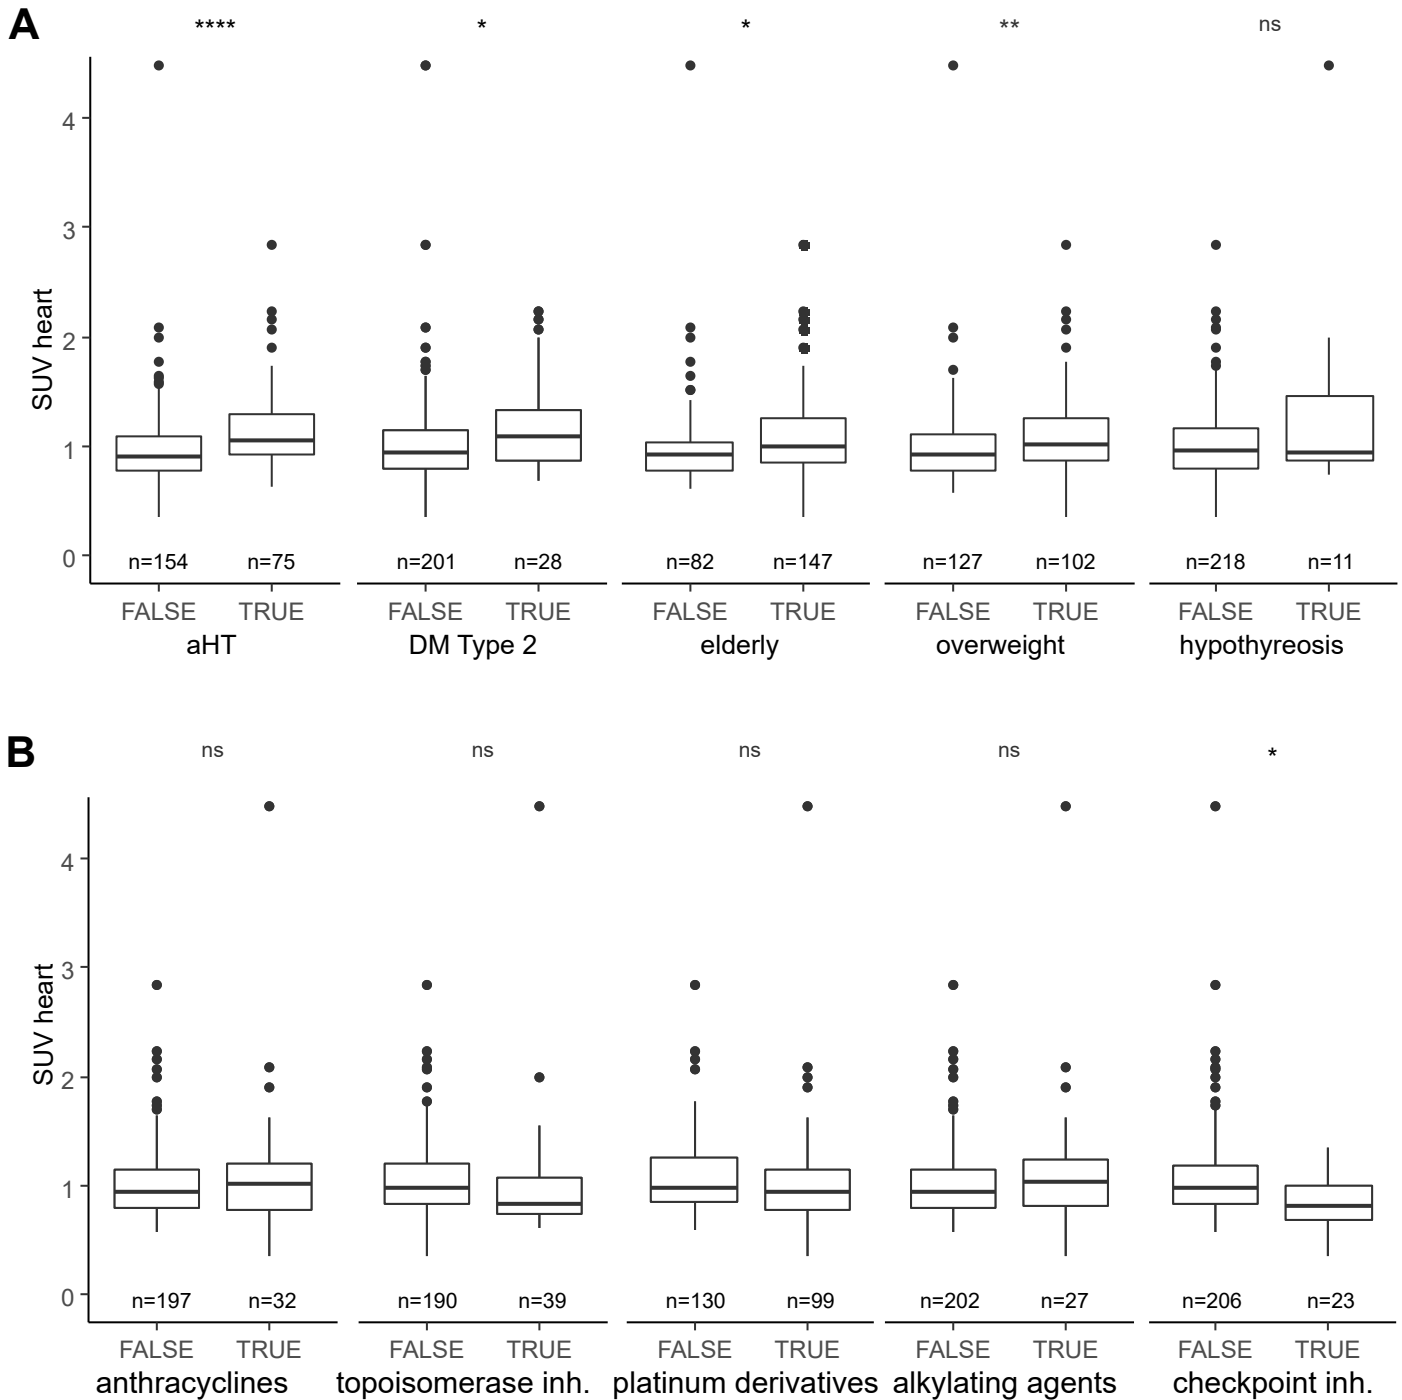 A
**** * * ** ns
4
3
2
1
0
SUV heart
n=154 n=75 n=201 n=28 n=82 n=147 n=127 n=102 n=218 n=11
FALSE TRUE FALSE TRUE FALSE TRUE FALSE TRUE FALSE TRUE
aHT DM Type 2 elderly overweight hypothyreosis
B
ns ns ns ns *
4
3
2
1
0
SUV heart
n=197 n=32 n=190 n=39 n=130 n=99 n=202 n=27 n=206 n=23
FALSE TRUE FALSE TRUE FALSE TRUE FALSE TRUE FALSE TRUE
anthracyclines topoisomerase inh. platinum derivatives alkylating agents checkpoint inh.